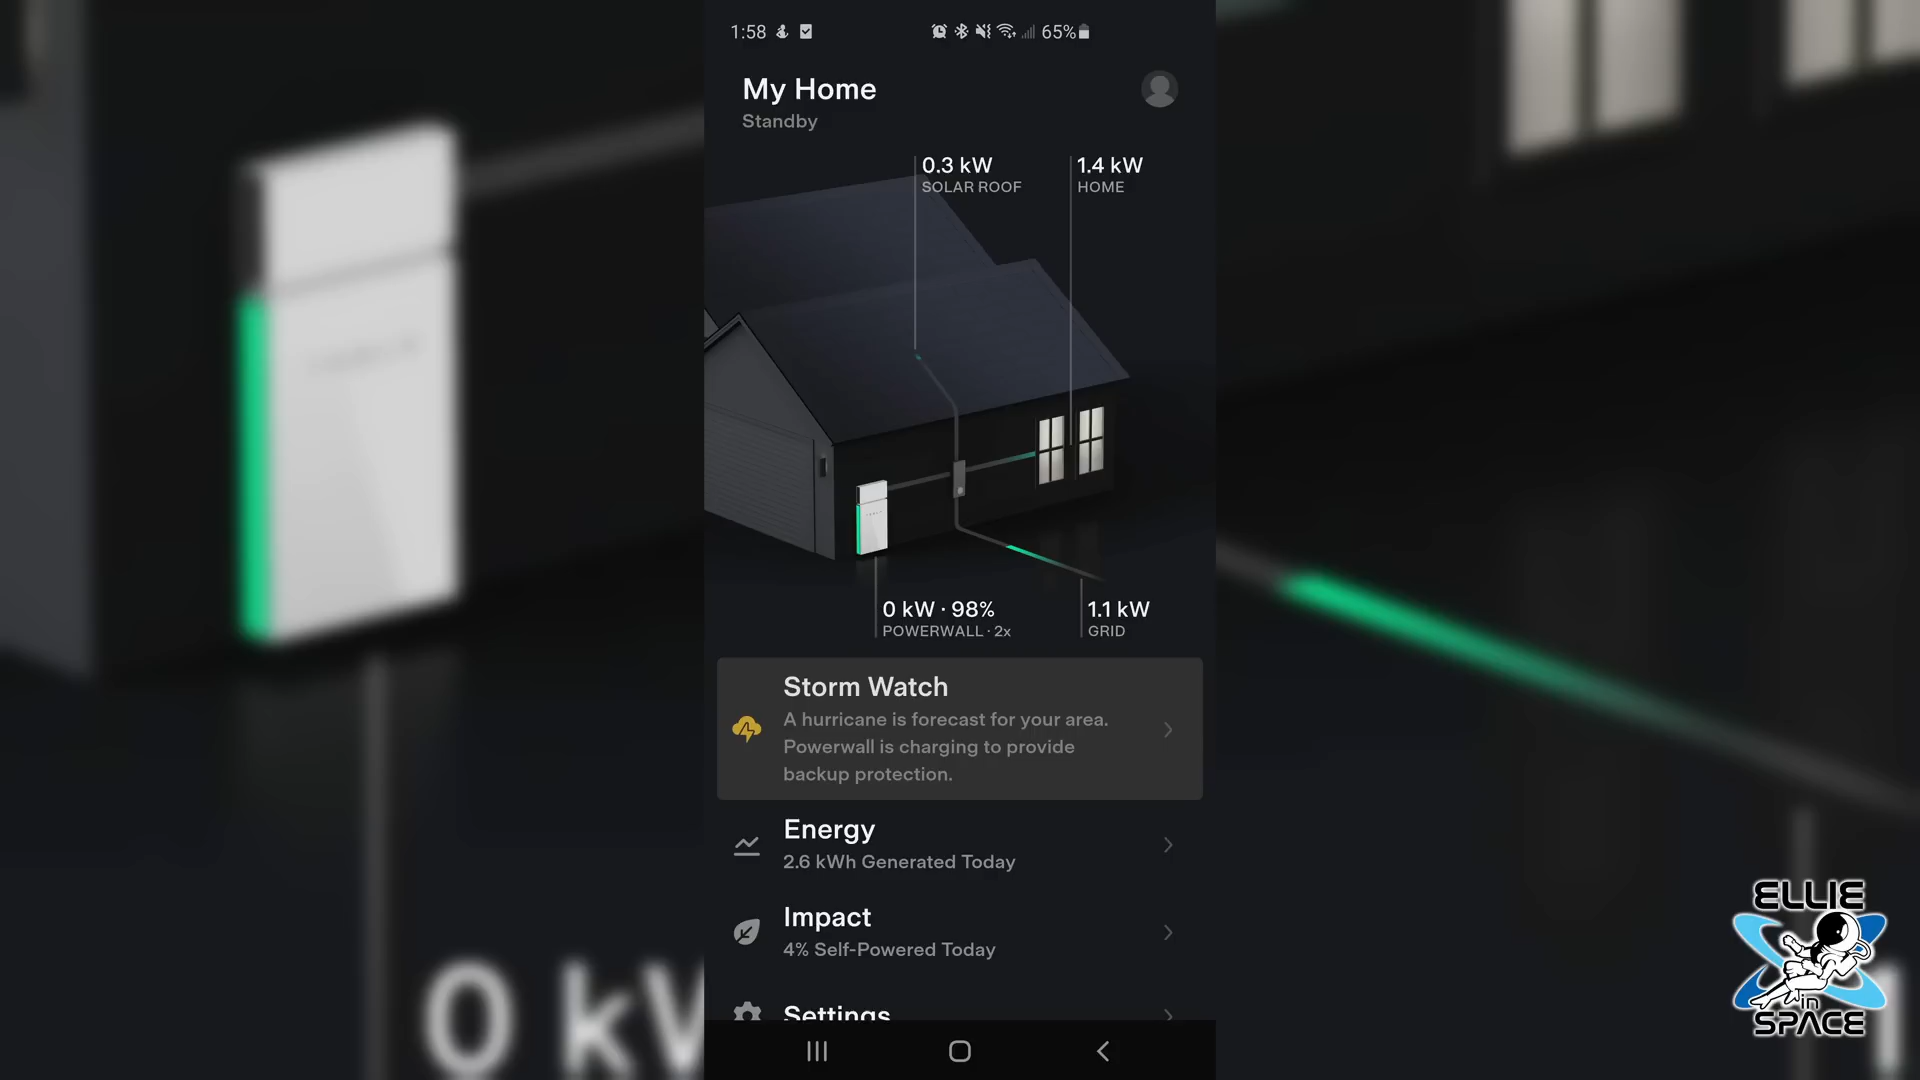 1:58
65%
My Home
Standby
0.3 kW
SOLAR ROOF
1.4 kW
HOME
0 kW · 98%
POWERWALL · 2x
1.1 kW
GRID
Storm Watch
A hurricane is forecast for your area.
Powerwall is charging to provide
backup protection.
Energy
2.6 kWh Generated Today
Impact
4% Self-Powered Today
Settings
0 kW
ELLIE
in
SPACE